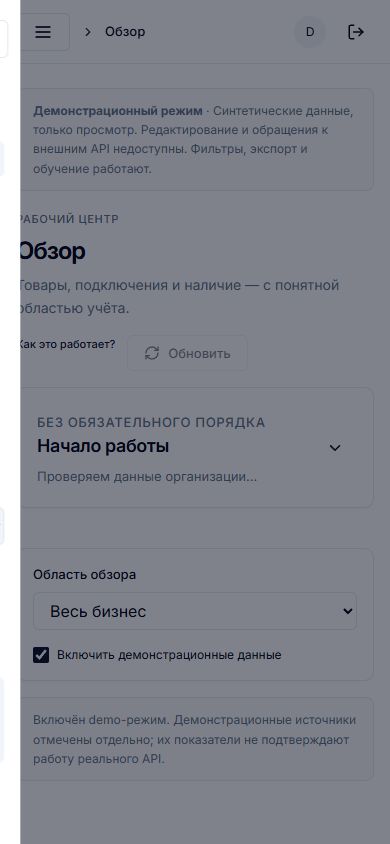 Обзор
D
Демонстрационный режим · Синтетические данные,
только просмотр. Редактирование и обращения к
внешним API недоступны. Фильтры, экспорт и
обучение работают.
РАБОЧИЙ ЦЕНТР
Обзор
Товары, подключения и наличие — с понятной
областью учёта.
Как это работает?
Обновить
БЕЗ ОБЯЗАТЕЛЬНОГО ПОРЯДКА
Начало работы
Проверяем данные организации...
Область обзора
Весь бизнес
Включить демонстрационные данные
Включён demo-режим. Демонстрационные источники
отмечены отдельно; их показатели не подтверждают
работу реального API.